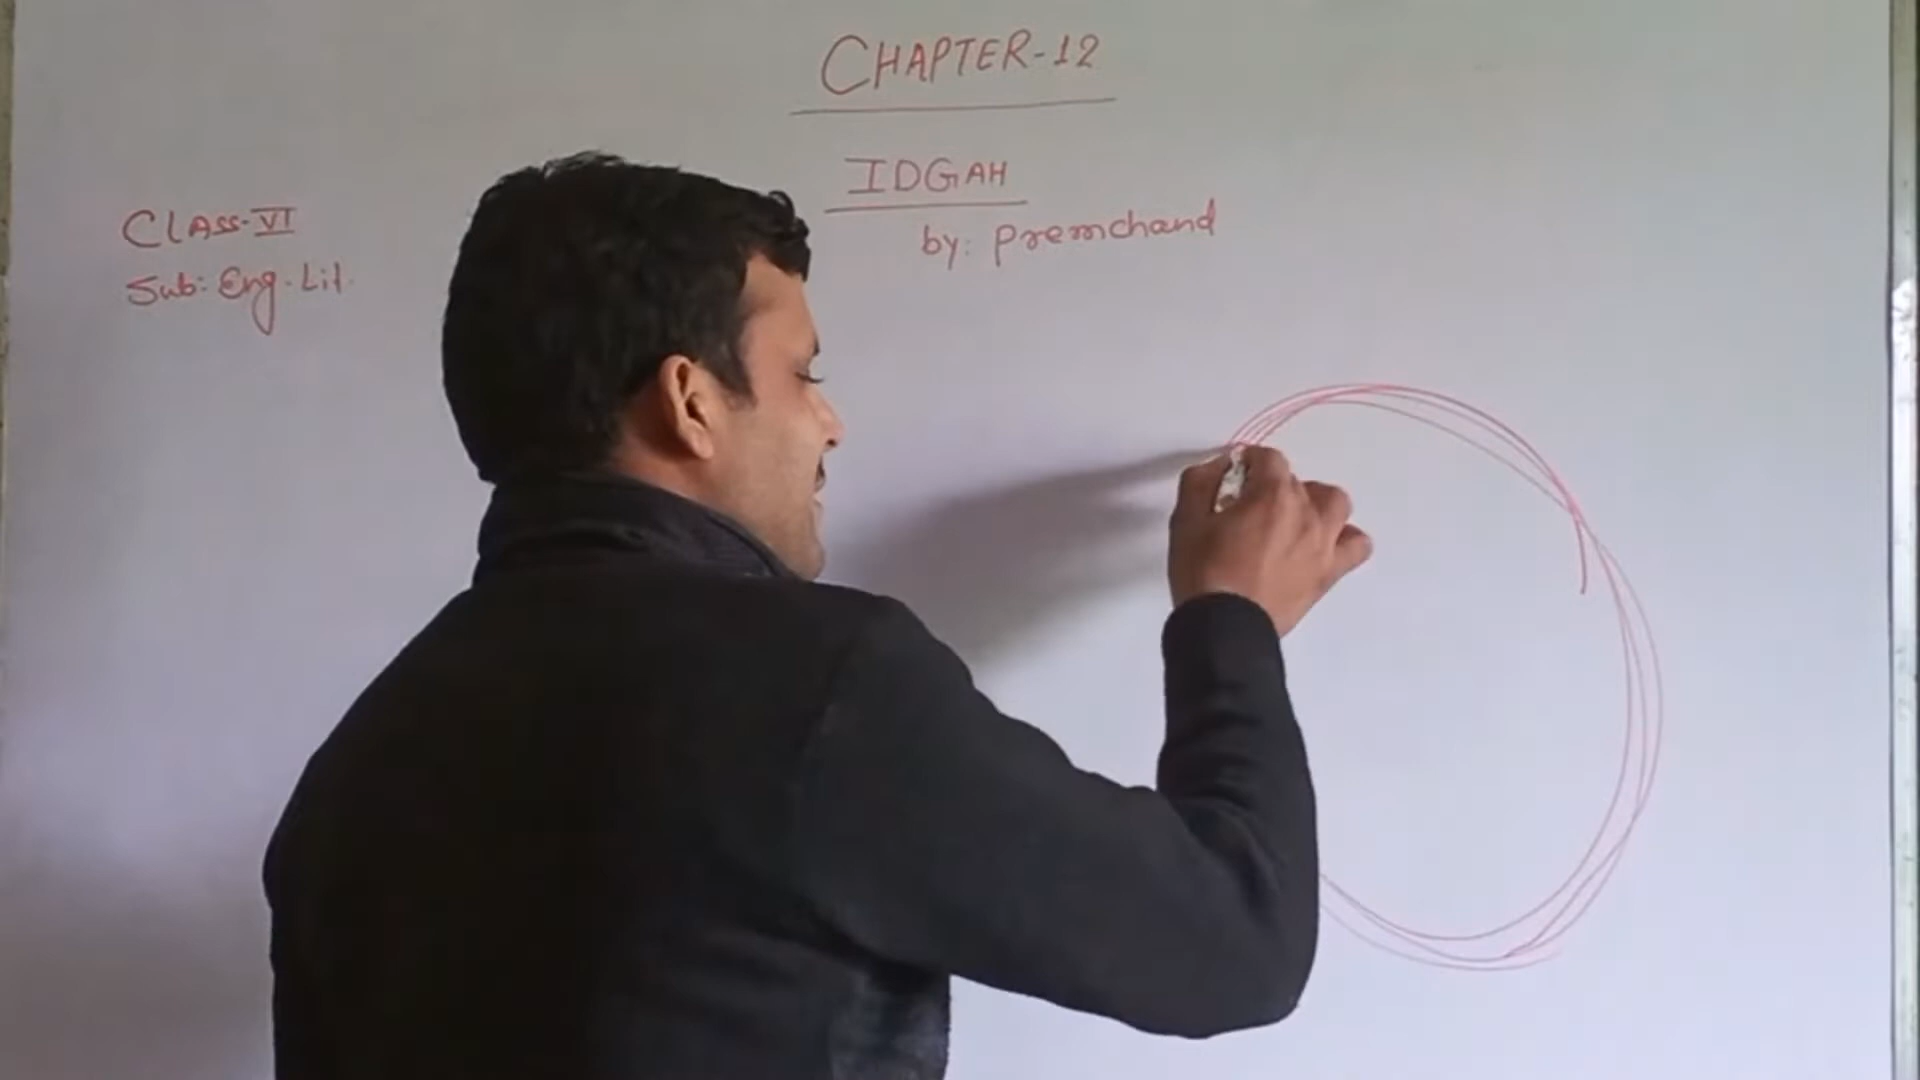 CHAPTER-12
IDGAH
by: Premchand
Class-VI
Sub: Eng. Lit.